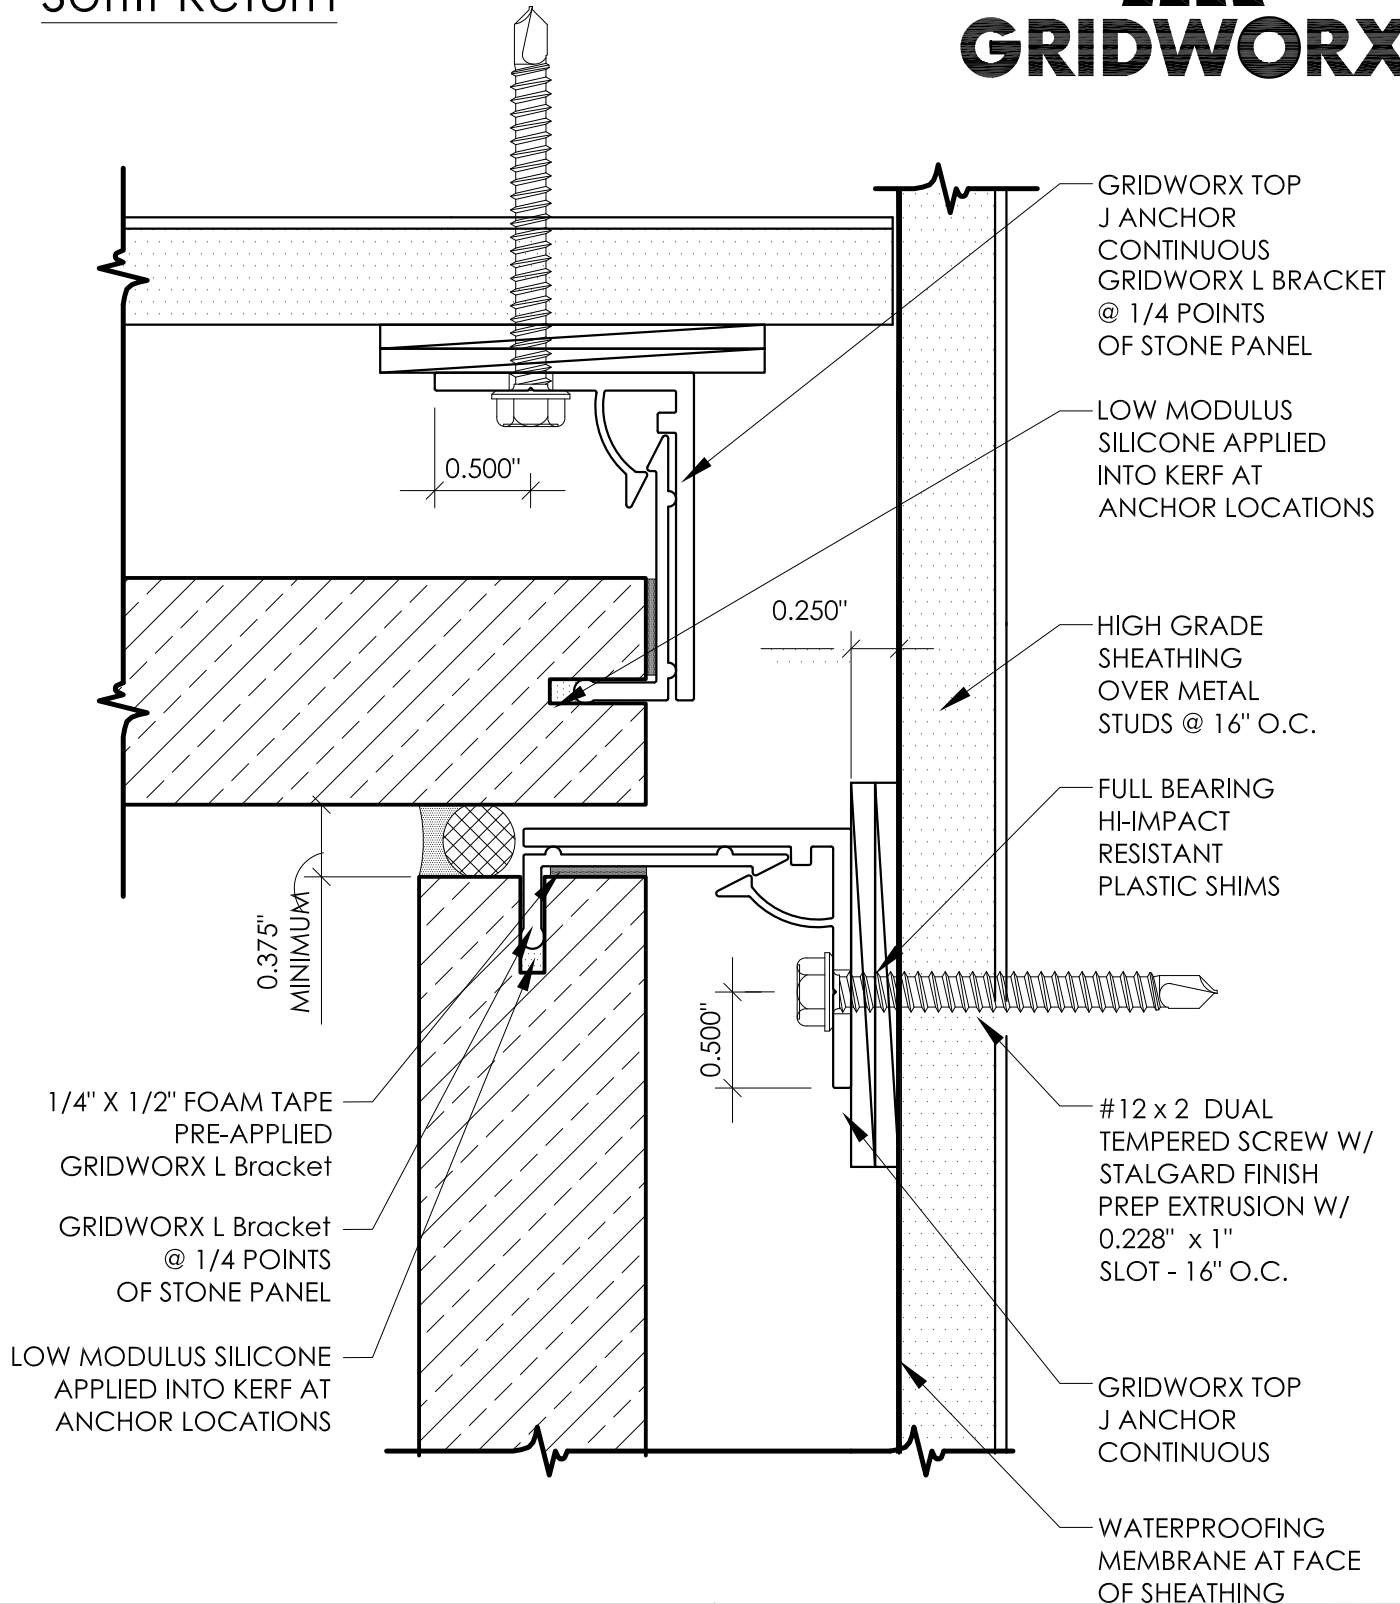 Soffit Return
GRIDWORX
GRIDWORX TOP
J ANCHOR
CONTINUOUS
GRIDWORX L BRACKET
@ 1/4 POINTS
OF STONE PANEL
LOW MODULUS
SILICONE APPLIED
INTO KERF AT
ANCHOR LOCATIONS
0.500"
0.250"
HIGH GRADE
SHEATHING
OVER METAL
STUDS @ 16" O.C.
FULL BEARING
HI-IMPACT
RESISTANT
PLASTIC SHIMS
0.375"
MINIMUM
0.500"
1/4" X 1/2" FOAM TAPE
PRE-APPLIED
GRIDWORX L Bracket
GRIDWORX L Bracket
@ 1/4 POINTS
OF STONE PANEL
LOW MODULUS SILICONE
APPLIED INTO KERF AT
ANCHOR LOCATIONS
#12 x 2 DUAL
TEMPERED SCREW W/
STALGARD FINISH
PREP EXTRUSION W/
0.228" x 1"
SLOT - 16" O.C.
GRIDWORX TOP
J ANCHOR
CONTINUOUS
WATERPROOFING
MEMBRANE AT FACE
OF SHEATHING